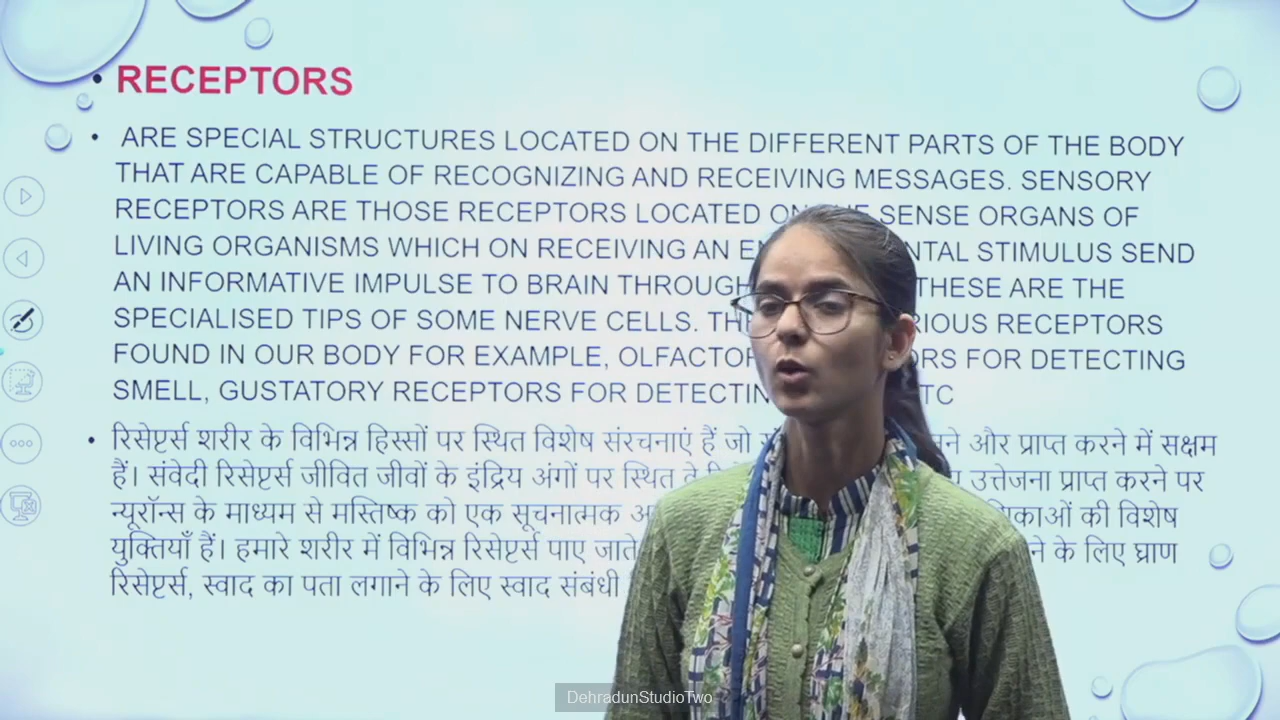 RECEPTORS
ARE SPECIAL STRUCTURES LOCATED ON THE DIFFERENT PARTS OF THE BODY
THAT ARE CAPABLE OF RECOGNIZING AND RECEIVING MESSAGES. SENSORY
RECEPTORS ARE THOSE RECEPTORS LOCATED SENSE ORGANS OF
LIVING ORGANISMS WHICH ON RECEIVING AN STIMULUS SEND
AN INFORMATIVE IMPULSE TO BRAIN THROUGH THESE ARE THE
SPECIALISED TIPS OF SOME NERVE CELLS. RECEPTORS
FOUND IN OUR BODY FOR EXAMPLE, FOR DETECTING
SMELL, GUSTATORY RECEPTORS FOR
रिसेप्टर्स शरीर के विभिन्न हिस्सों पर स्थित विशेष संरचनाएं हैं जो और प्राप्त करने में सक्षम
हैं। संवेदी रिसेप्टर्स जीवित जीवों के इंद्रिय अंगों पर स्थित उत्तेजना प्राप्त करने पर
न्यूरॉन्स के माध्यम से मस्तिष्क को एक सूचनात्मक की विशेष
युक्तियाँ हैं। हमारे शरीर में विभिन्न रिसेप्टर्स पाए के लिए घ्राण
रिसेप्टर्स, स्वाद का पता लगाने के लिए स्वाद संबंधी
DehradunStudioTwo